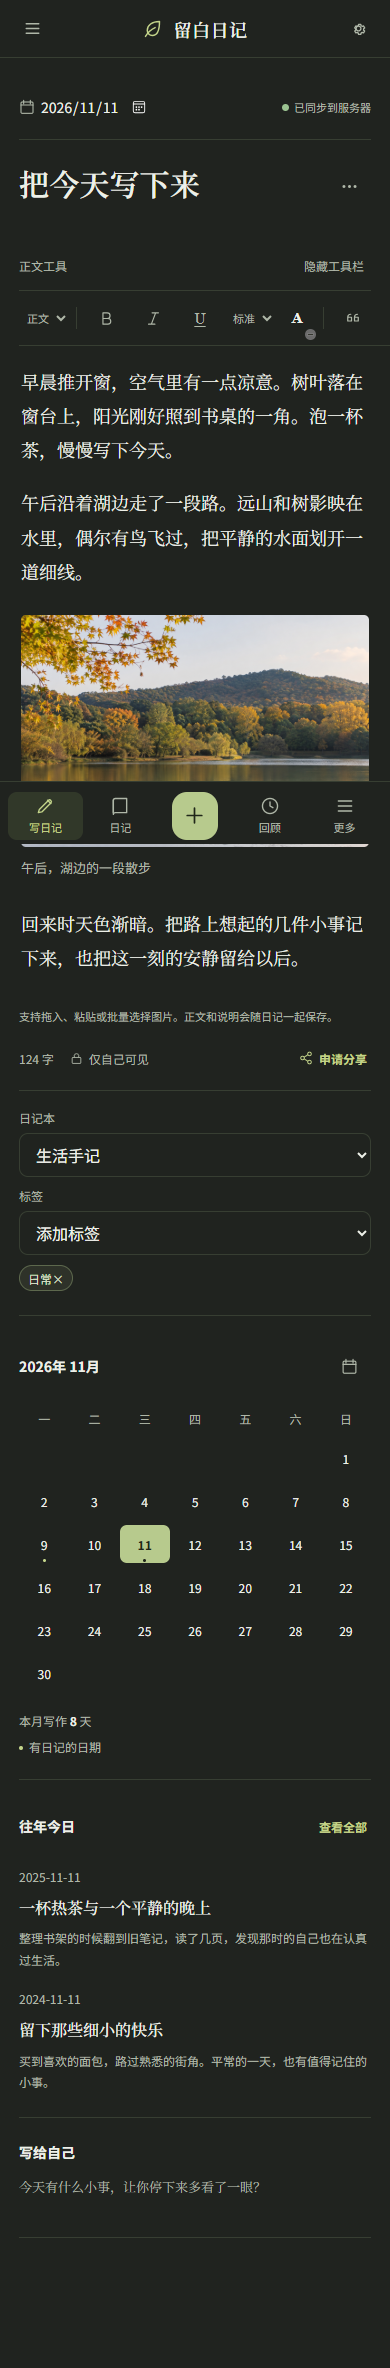 留白日记
2026/11/11
已同步到服务器
把今天写下来
正文工具
隐藏工具栏
正文 B I U 标准 A
早晨推开窗，空气里有一点凉意。树叶落在
窗台上，阳光刚好照到书桌的一角。泡一杯
茶，慢慢写下今天。
午后沿着湖边走了一段路。远山和树影映在
水里，偶尔有鸟飞过，把平静的水面划开一
道细线。
写日记
日记
回顾
更多
午后，湖边的一段散步
回来时天色渐暗。把路上想起的几件小事记
下来，也把这一刻的安静留给以后。
支持拖入、粘贴或批量选择图片。正文和说明会随日记一起保存。
124 字
仅自己可见
申请分享
日记本
生活手记
标签
添加标签
日常×
2026年 11月
一 二 三 四 五 六 日
1
2 3 4 5 6 7 8
9 10 11 12 13 14 15
16 17 18 19 20 21 22
23 24 25 26 27 28 29
30
本月写作 8 天
有日记的日期
往年今日
查看全部
2025-11-11
一杯热茶与一个平静的晚上
整理书架的时候翻到旧笔记，读了几页，发现那时的自己也在认真
过生活。
2024-11-11
留下那些细小的快乐
买到喜欢的面包，路过熟悉的街角。平常的一天，也有值得记住的
小事。
写给自己
今天有什么小事，让你停下来多看了一眼？